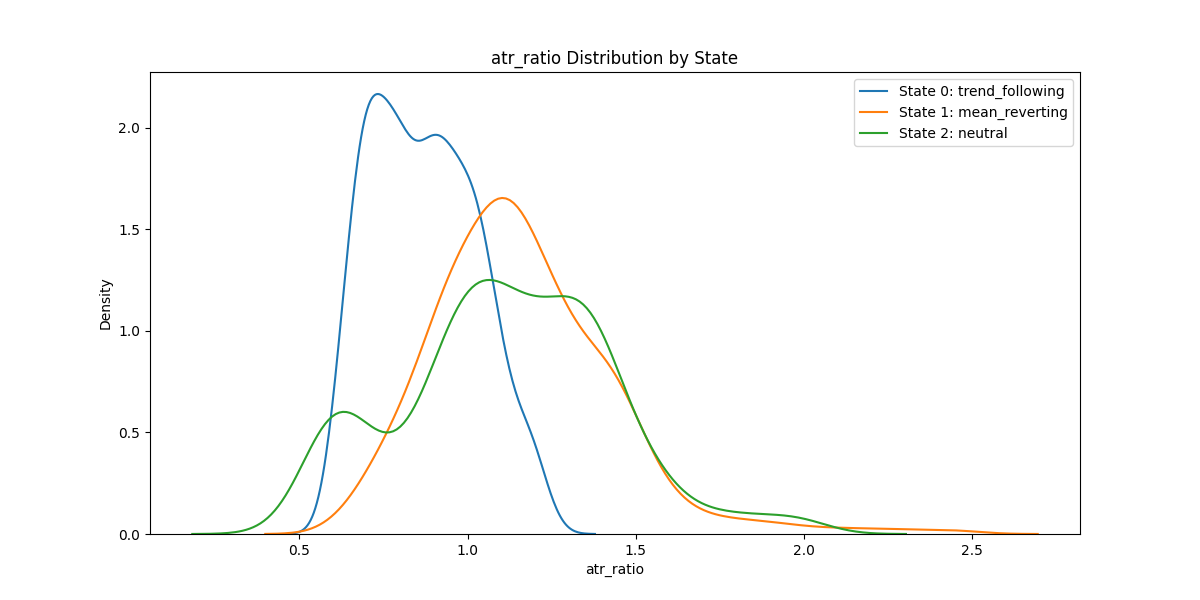 atr_ratio Distribution by State
State 0: trend_following
State 1: mean_reverting
State 2: neutral
Density
2.0
1.5
1.0
0.5
0.0
0.5
1.0
1.5
2.0
2.5
atr_ratio